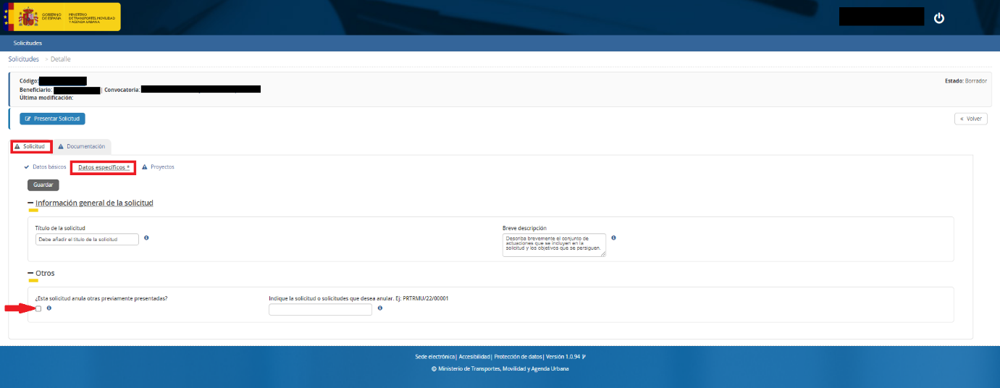 GOBIERNO MINISTERIO
DE ESPAÑA DE TRANSPORTES, MOVILIDAD
Y AGENDA URBANA
Solicitudes
Solicitudes > Detalle
Código: Estado: Borrador
Beneficiario: | Convocatoria:
Última modificación:
Presentar Solicitud « Volver
Solicitud Documentación
Datos básicos Datos específicos * Proyectos
Guardar
Información general de la solicitud
Título de la solicitud Breve descripción
Debe añadir el título de la solicitud
Describa brevemente el conjunto de
actuaciones que se incluyen en la
solicitud y los objetivos que se persiguen.
Otros
¿Esta solicitud anula otras previamente presentadas? Indique la solicitud o solicitudes que desea anular. Ej: PRTRMU/22/00001
Sede electrónica| Accesibilidad| Protección de datos| Versión 1.0.94
© Ministerio de Transportes, Movilidad y Agenda Urbana